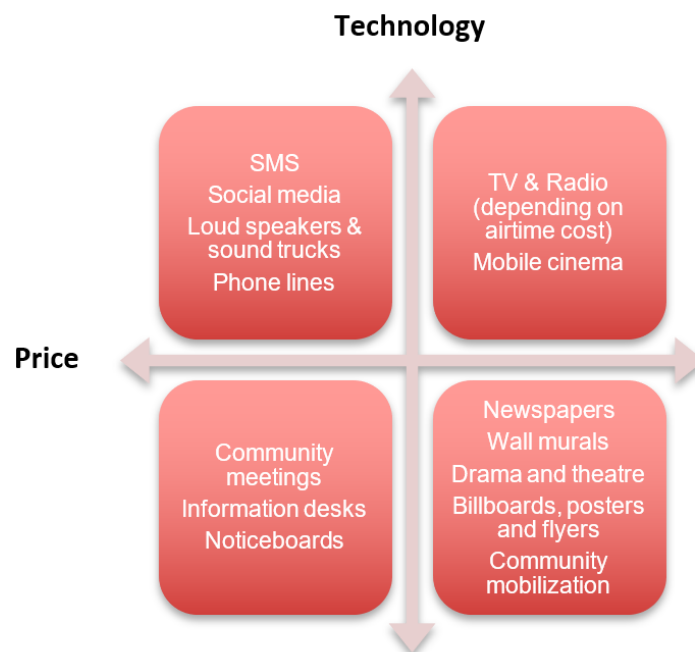 Technology
SMS
Social media
Loud speakers &
sound trucks
Phone lines
TV & Radio
(depending on
airtime cost)
Mobile cinema
Price
Community
meetings
Information desks
Noticeboards
Newspapers
Wall murals
Drama and theatre
Billboards, posters
and flyers
Community
mobilization